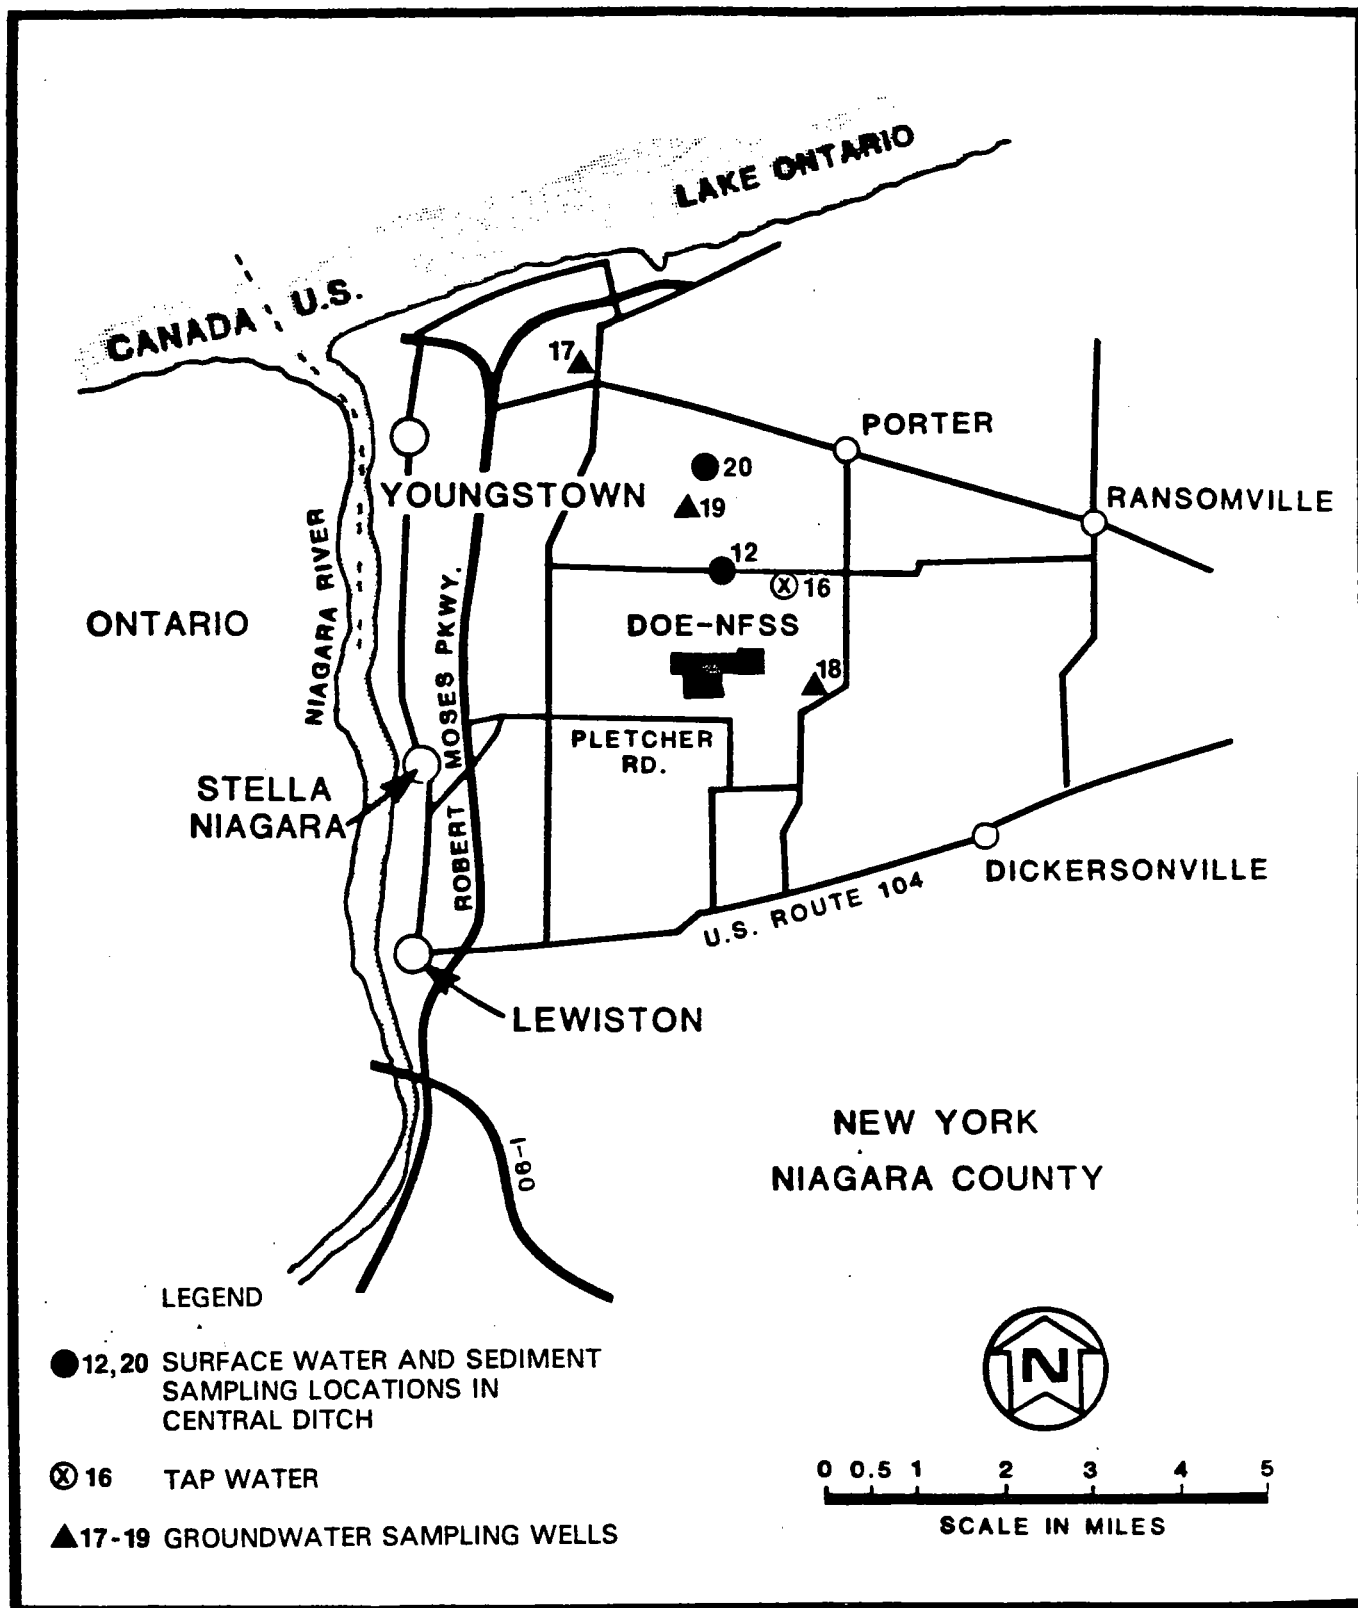 LAKE ONTARIO
CANADA
U.S.
17
PORTER
20
YOUNGSTOWN
19
RANSOMVILLE
12
16
NIAGARA RIVER
ONTARIO
DOE-NFSS
18
ROBERT MOSES PKWY.
PLETCHER
RD.
STELLA
NIAGARA
DICKERSONVILLE
U.S. ROUTE 104
LEWISTON
NEW YORK
NIAGARA COUNTY
I-90
LEGEND
12,20 SURFACE WATER AND SEDIMENT
SAMPLING LOCATIONS IN
CENTRAL DITCH
X 16 TAP WATER
17-19 GROUNDWATER SAMPLING WELLS
N
0 0.5 1 2 3 4 5
SCALE IN MILES